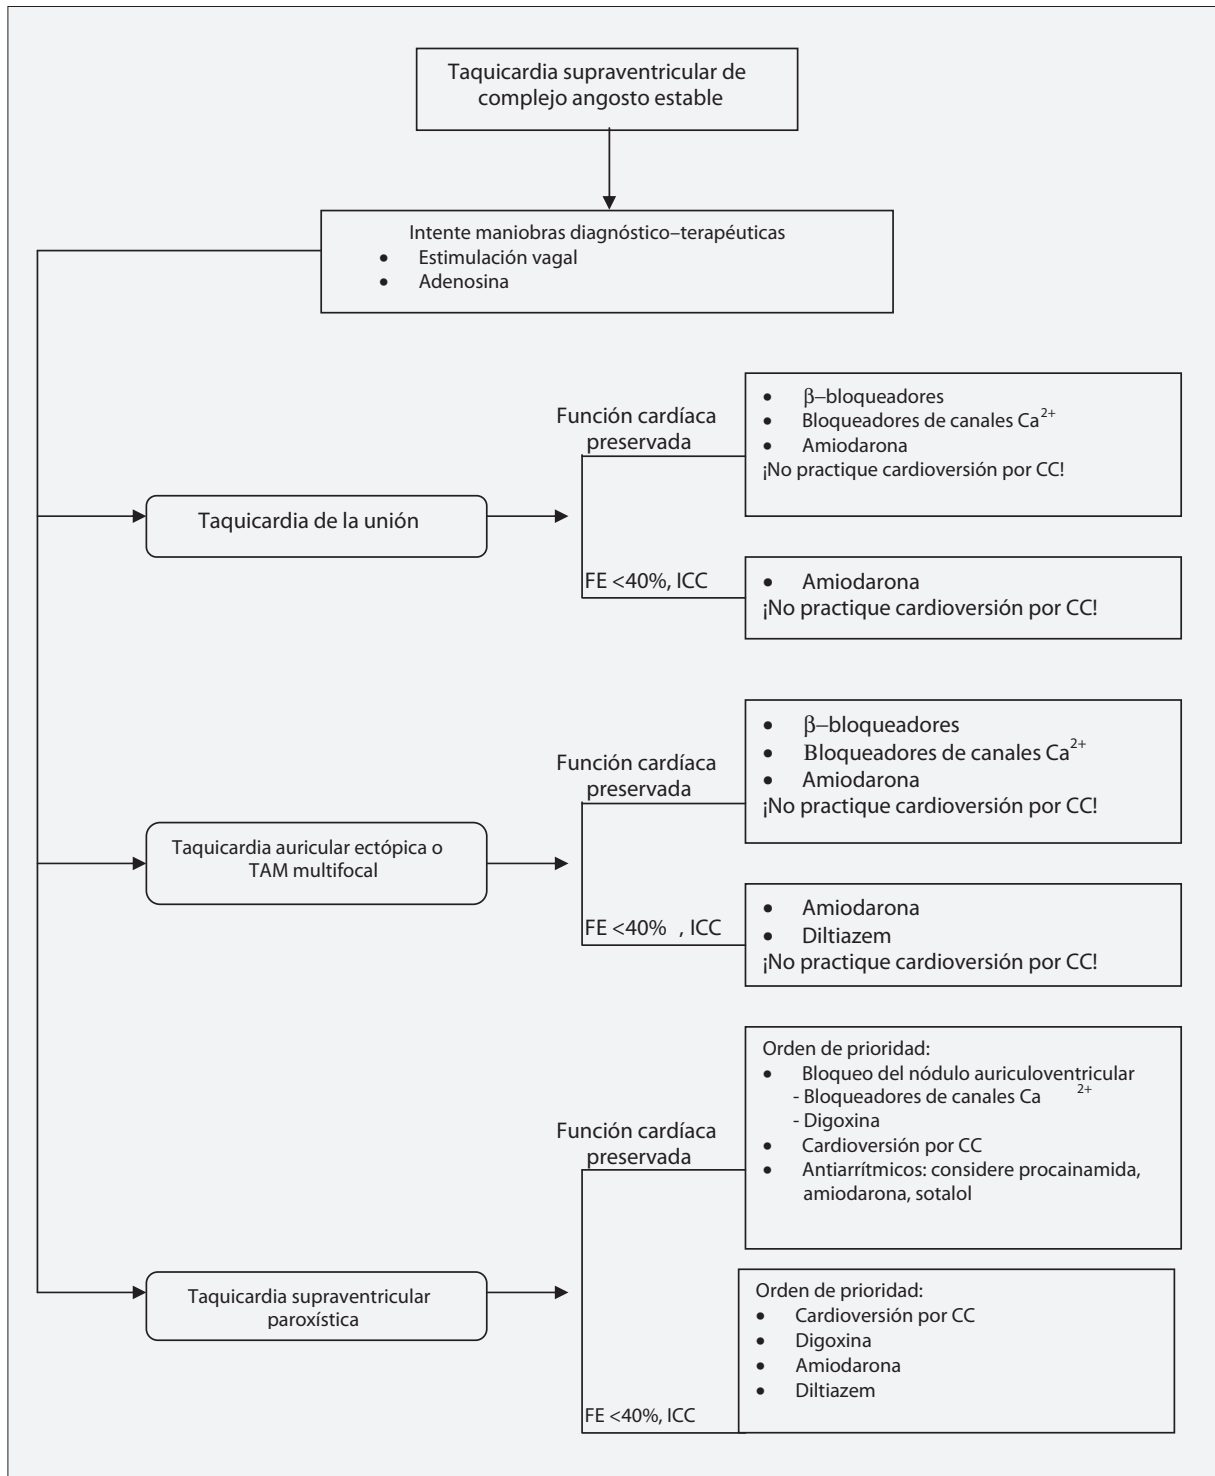 Taquicardia supraventricular de
complejo angosto estable
Intente maniobras diagnóstico–terapéuticas
• Estimulación vagal
• Adenosina
Función cardíaca
preservada
• β–bloqueadores
• Bloqueadores de canales Ca2+
• Amiodarona
¡No practique cardioversión por CC!
Taquicardia de la unión
FE <40%, ICC
• Amiodarona
¡No practique cardioversión por CC!
Función cardíaca
preservada
• β–bloqueadores
• Bloqueadores de canales Ca2+
• Amiodarona
¡No practique cardioversión por CC!
Taquicardia auricular ectópica o
TAM multifocal
FE <40% , ICC
• Amiodarona
• Diltiazem
¡No practique cardioversión por CC!
Función cardíaca
preservada
Orden de prioridad:
• Bloqueo del nódulo auriculoventricular
- Bloqueadores de canales Ca 2+
- Digoxina
• Cardioversión por CC
• Antiarrítmicos: considere procainamida,
amiodarona, sotalol
Taquicardia supraventricular
paroxística
FE <40%, ICC
Orden de prioridad:
• Cardioversión por CC
• Digoxina
• Amiodarona
• Diltiazem